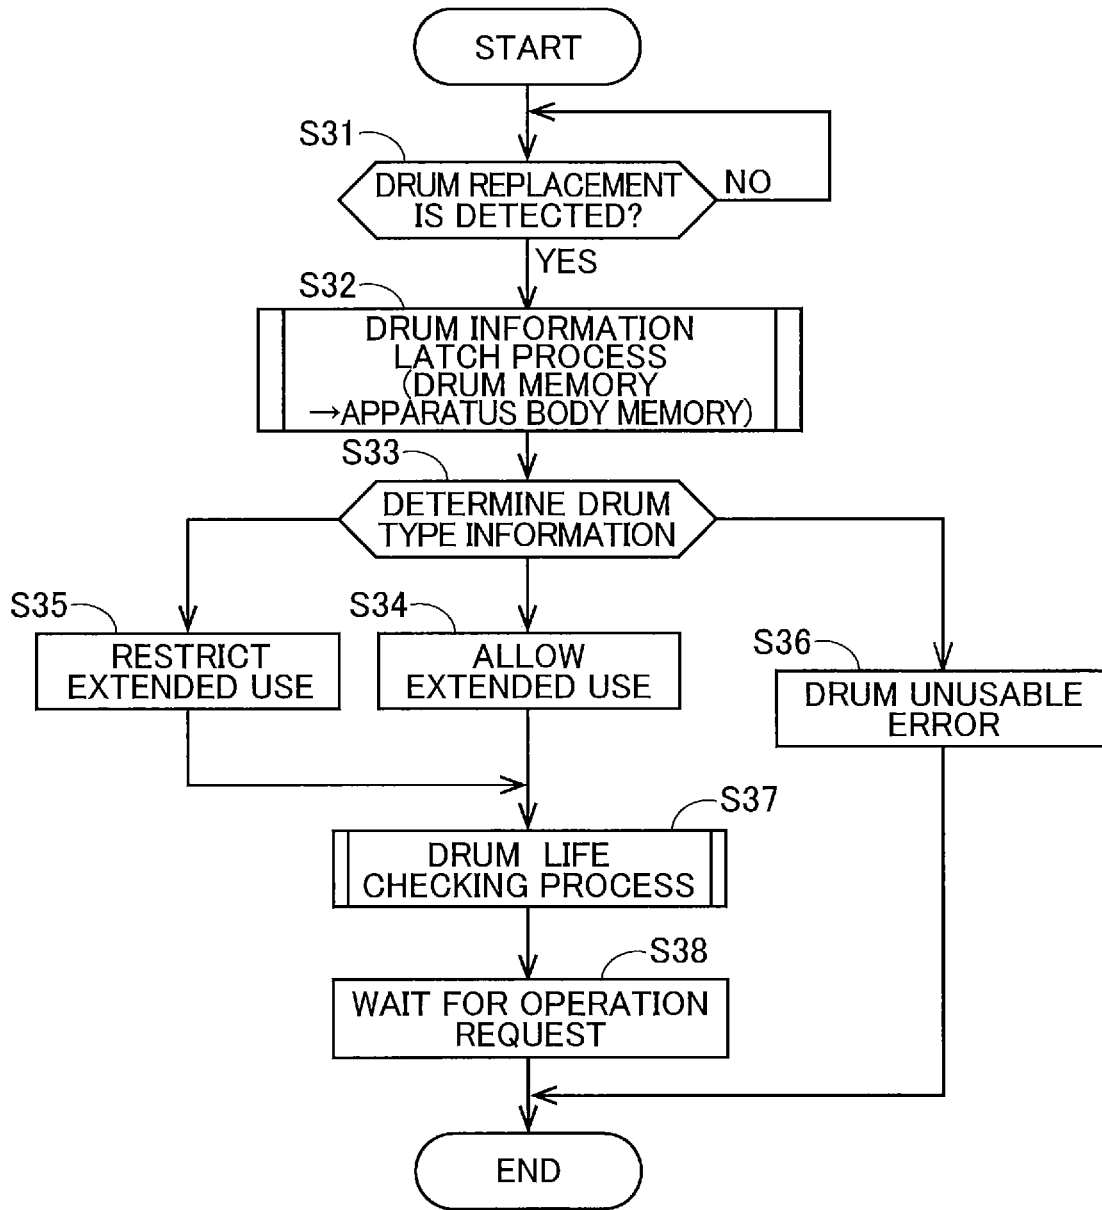 START
S31
DRUM REPLACEMENT
IS DETECTED?
NO
YES
S32
DRUM INFORMATION
LATCH PROCESS
(DRUM MEMORY
→APPARATUS BODY MEMORY)
S33
DETERMINE DRUM
TYPE INFORMATION
S35
RESTRICT
EXTENDED USE
S34
ALLOW
EXTENDED USE
S36
DRUM UNUSABLE
ERROR
S37
DRUM LIFE
CHECKING PROCESS
S38
WAIT FOR OPERATION
REQUEST
END